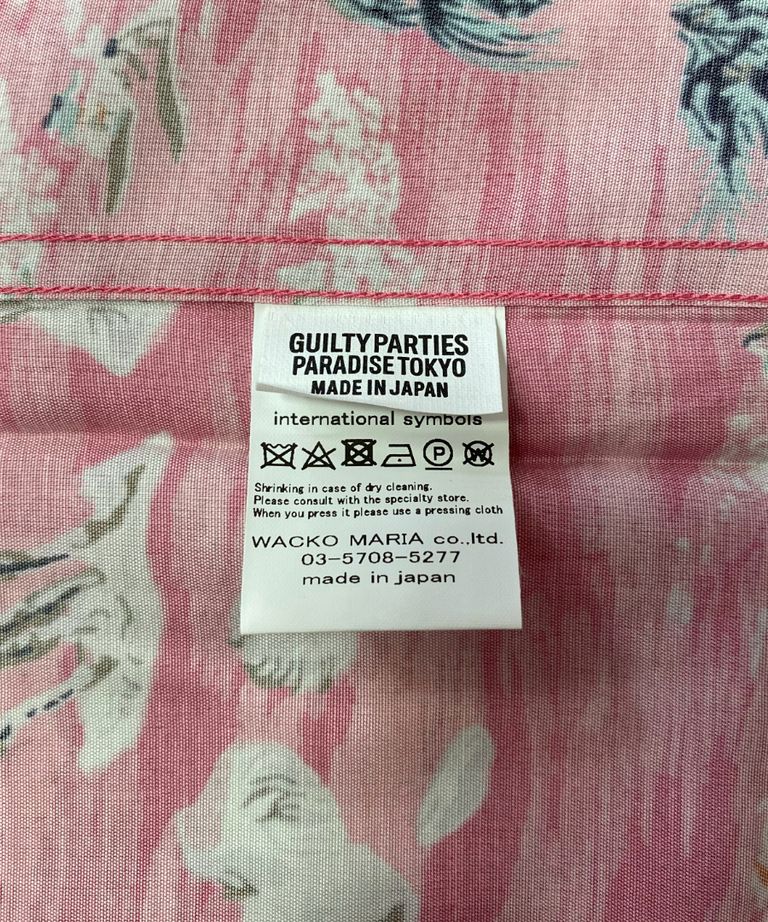 GUILTY PARTIES
PARADISE TOKYO
MADE IN JAPAN
international symbols
P W
Shrinking in case of dry cleaning.
Please consult with the specialty store.
When you press it please use a pressing cloth
WACKO MARIA co.,ltd.
03-5708-5277
made in japan